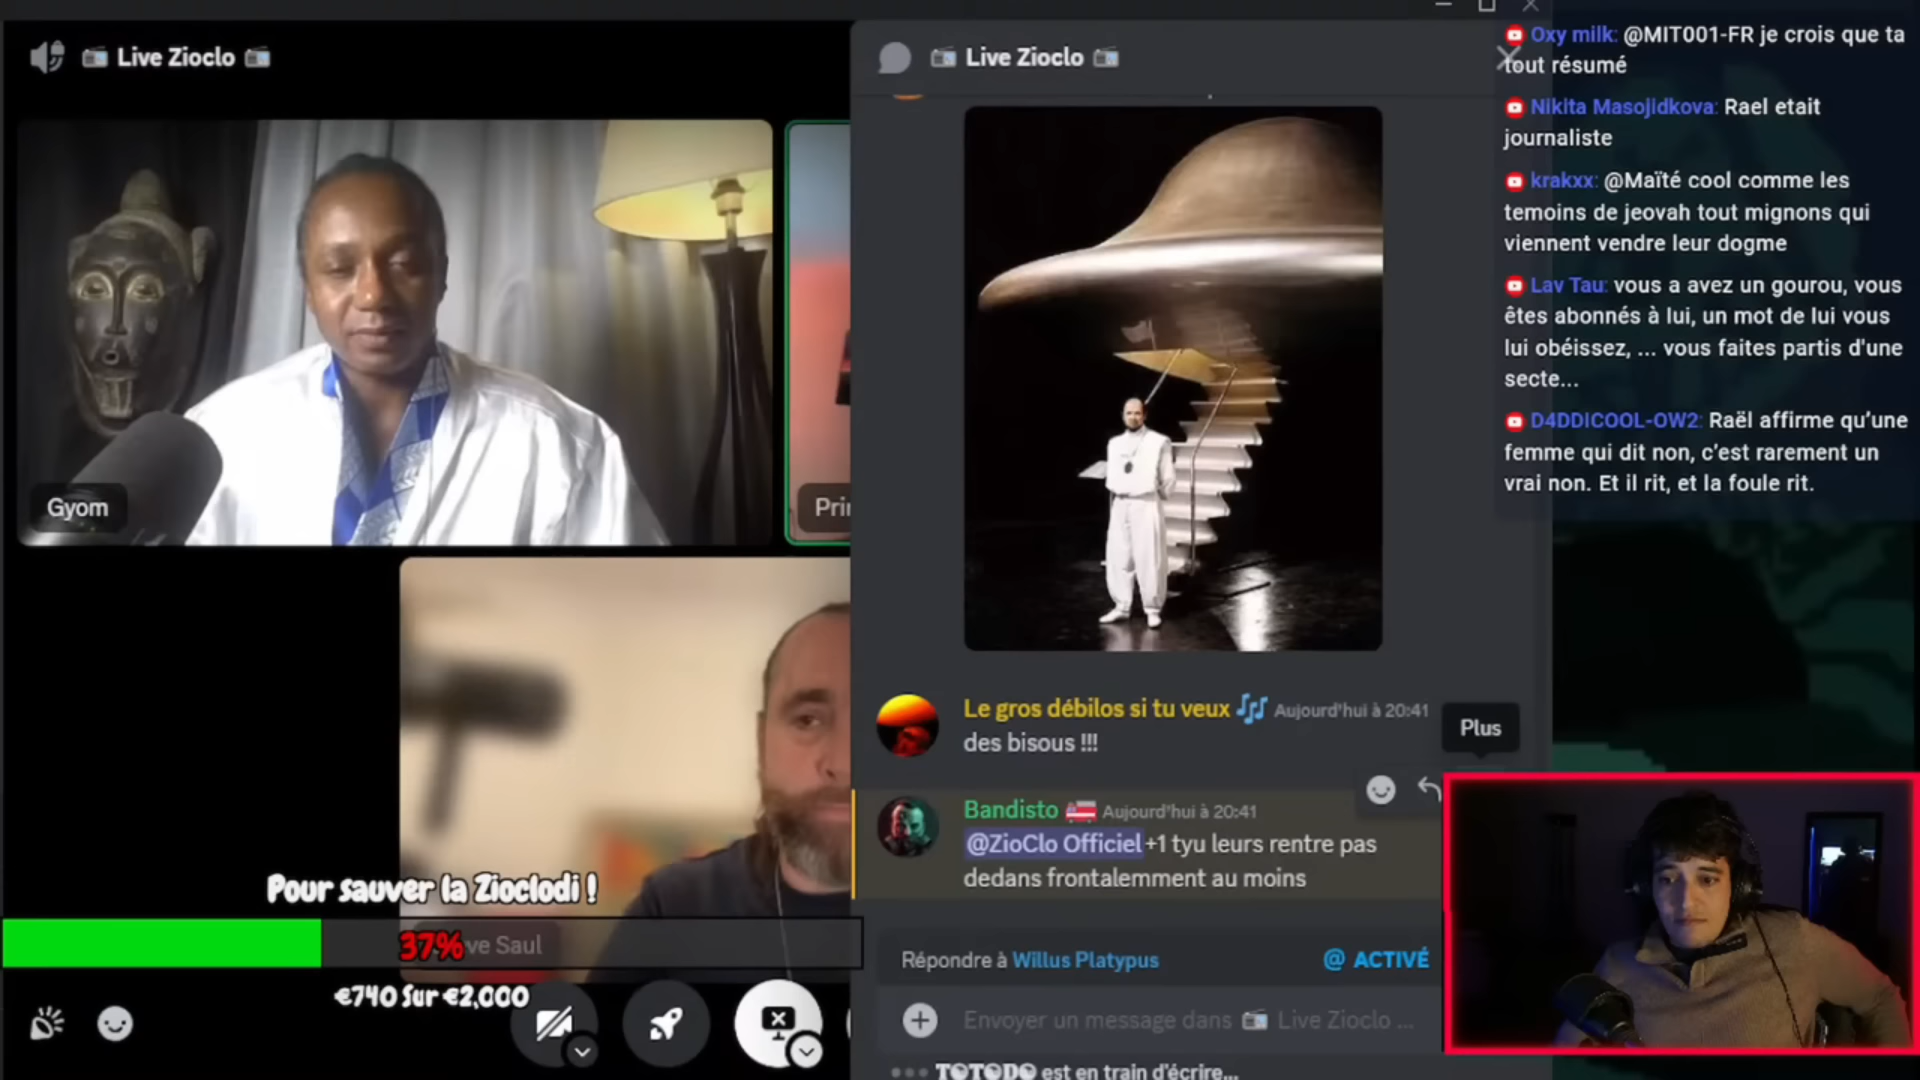 Live Zioclo
Gyom
Prin
Pour sauver la Zioclodi !
37%
ve Saul
€740 Sur €2,000
Live Zioclo
Le gros débilos si tu veux Aujourd'hui à 20:41
des bisous !!!
Plus
Bandisto Aujourd'hui à 20:41
@ZioClo Officiel +1 tyu leurs rentre pas
dedans frontalemment au moins
Répondre à Willus Platypus @ ACTIVÉ
Envoyer un message dans Live Zioclo ...
TOTODO est en train d'écrire...
Oxy milk: @MIT001-FR je crois que ta
tout résumé
Nikita Masojidkova: Rael etait
journaliste
krakxx: @Maïté cool comme les
temoins de jeovah tout mignons qui
viennent vendre leur dogme
Lav Tau: vous a avez un gourou, vous
êtes abonnés à lui, un mot de lui vous
lui obéissez, ... vous faites partis d'une
secte...
D4DDICOOL-OW2: Raël affirme qu’une
femme qui dit non, c’est rarement un
vrai non. Et il rit, et la foule rit.